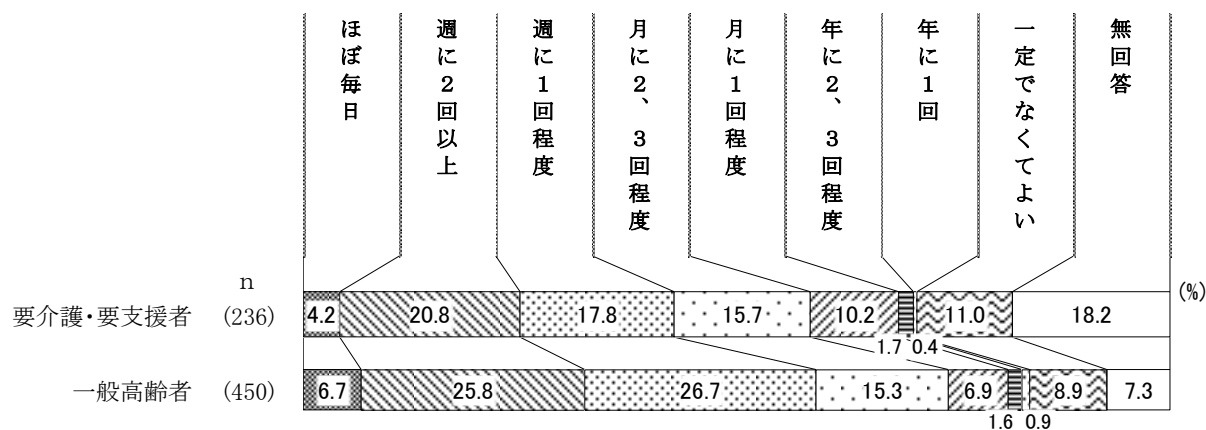 ほぼ毎日
週に2回以上
週に1回程度
月に2、3回程度
月に1回程度
年に2、3回程度
年に1回
一定でなくてよい
無回答
n
(%)
要介護・要支援者 (236) 4.2 20.8 17.8 15.7 10.2 1.7 0.4 11.0 18.2
一般高齢者 (450) 6.7 25.8 26.7 15.3 6.9 1.6 0.9 8.9 7.3